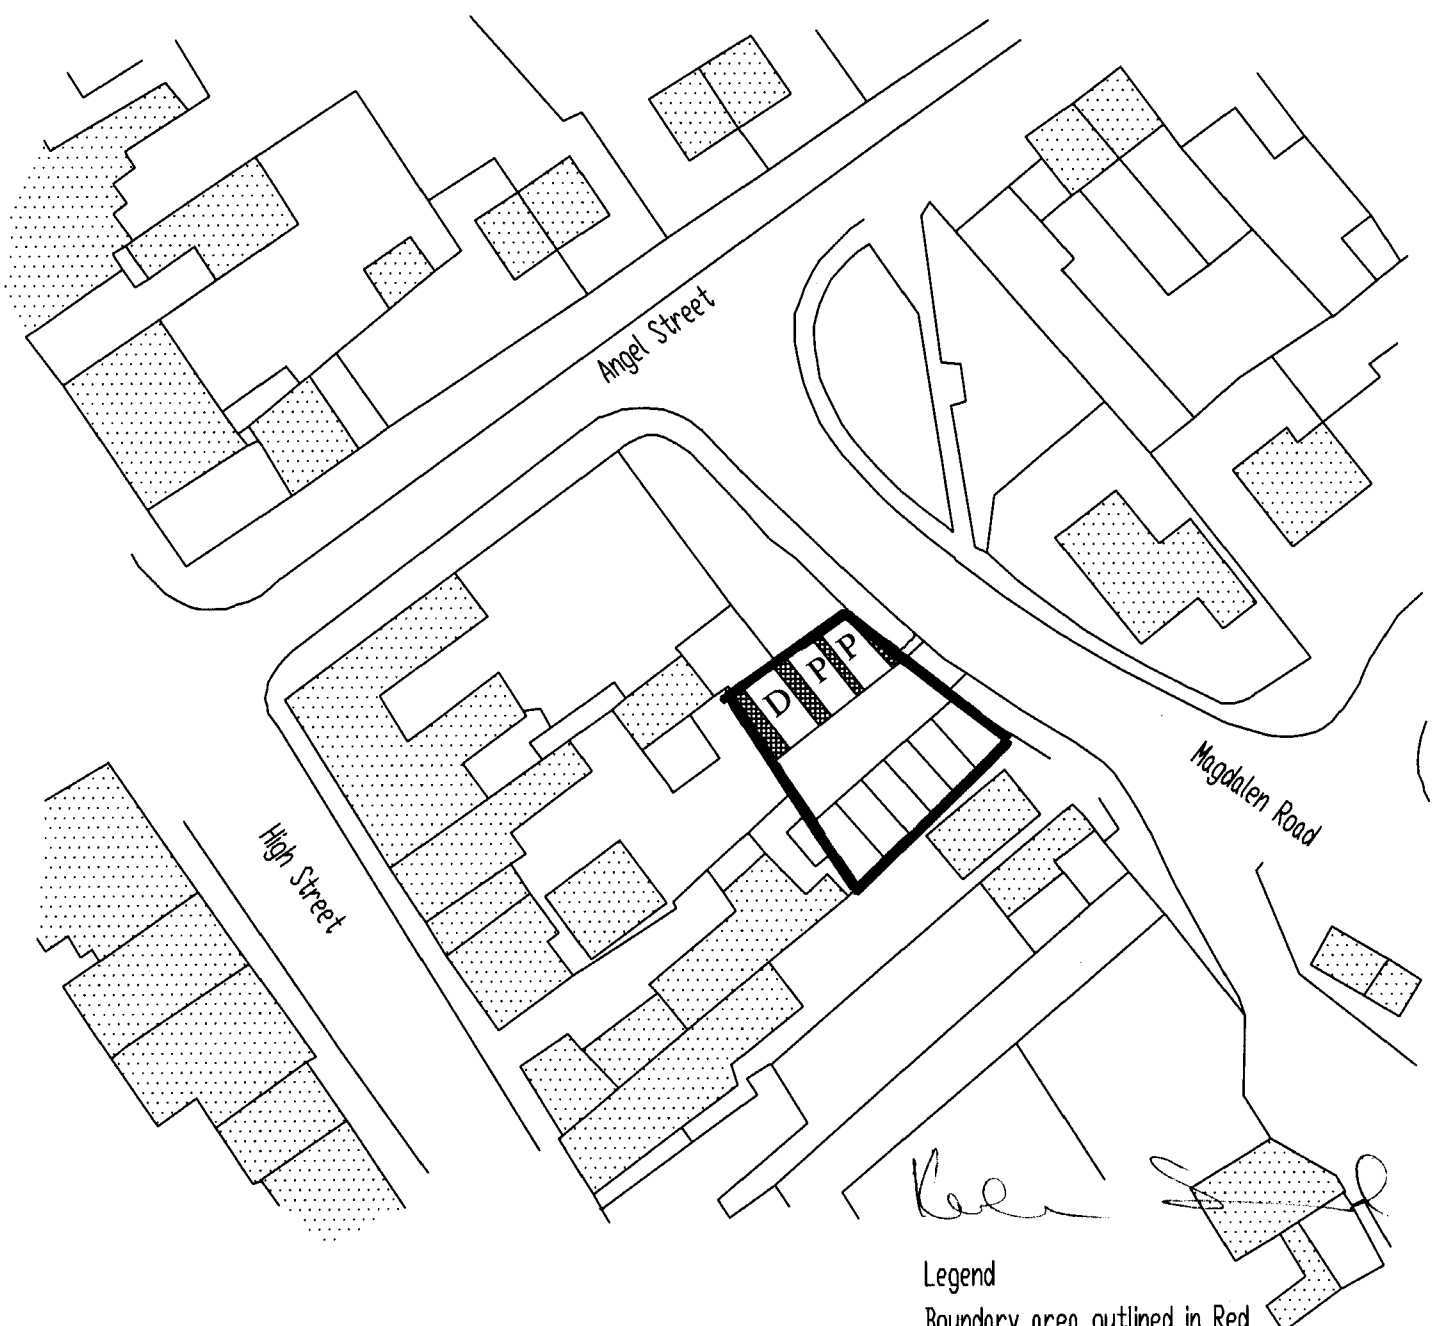 Angel Street
D P P
Magdalen Road
High Street
Legend
Boundary area outlined in Red